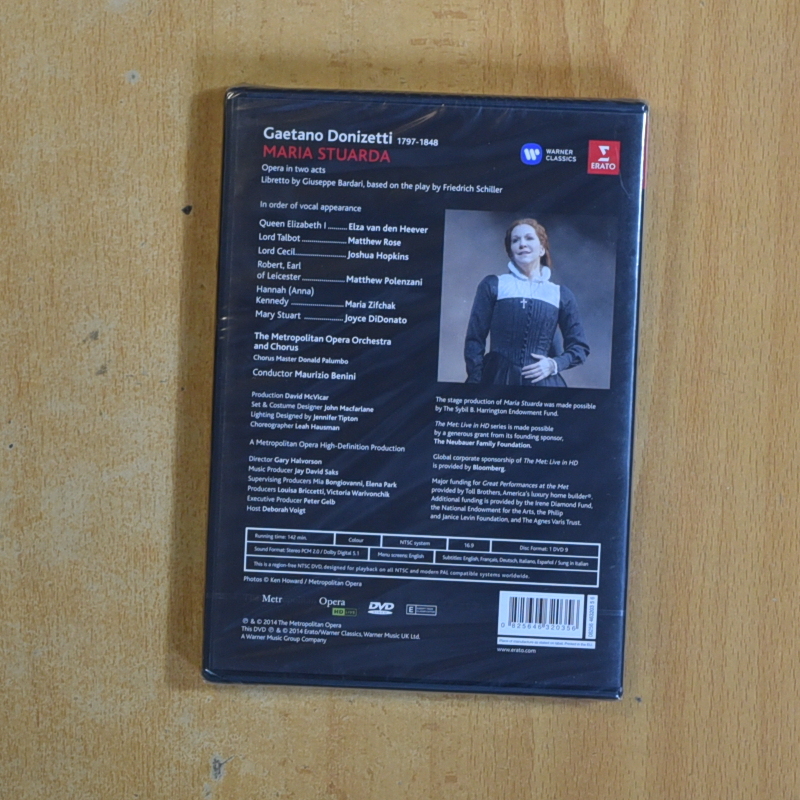 Gaetano Donizetti 1797-1848
MARIA STUARDA
WARNER
CLASSICS
ERATO
Opera in two acts
Libretto by Giuseppe Bardari, based on the play by Friedrich Schiller
In order of vocal appearance
Queen Elizabeth I ......... Elza van den Heever
Lord Talbot ..................... Matthew Rose
Lord Cecil ....................... Joshua Hopkins
Robert, Earl
of Leicester .................... Matthew Polenzani
Hannah (Anna)
Kennedy ......................... Maria Zifchak
Mary Stuart .................... Joyce DiDonato
The Metropolitan Opera Orchestra
and Chorus
Chorus Master Donald Palumbo
Conductor Maurizio Benini
Production David McVicar
Set & Costume Designer John Macfarlane
Lighting Designed by Jennifer Tipton
Choreographer Leah Hausman
A Metropolitan Opera High-Definition Production
Director Gary Halvorson
Music Producer Jay David Saks
Supervising Producers Mia Bongiovanni, Elena Park
Producers Louisa Briccetti, Victoria Warivonchik
Executive Producer Peter Gelb
Host Deborah Voigt
The stage production of Maria Stuarda was made possible
by The Sybil B. Harrington Endowment Fund.
The Met: Live in HD series is made possible
by a generous grant from its founding sponsor,
The Neubauer Family Foundation.
Global corporate sponsorship of The Met: Live in HD
is provided by Bloomberg.
Major funding for Great Performances at the Met
provided by Toll Brothers, America's luxury home builder®.
Additional funding is provided by the Irene Diamond Fund,
the National Endowment for the Arts, the Philip
and Janice Levin Foundation, and The Agnes Varis Trust.
Running time: 142 min. Colour NTSC system 16:9 Disc Format: 1 DVD 9
Sound Format: Stereo PCM 2.0 / Dolby Digital 5.1 Menu screens English Subtitles: English, Français, Deutsch, Italiano, Español / Sung in Italian
This is a region-free NTSC DVD, designed for playback on all NTSC and modern PAL compatible systems worldwide.
Photos © Ken Howard / Metropolitan Opera
Metr Opera
HD LIVE
DVD
E
℗ & © 2014 The Metropolitan Opera
This DVD ℗ & © 2014 Erato/Warner Classics, Warner Music UK Ltd.
A Warner Music Group Company
0 825646 320356
www.erato.com